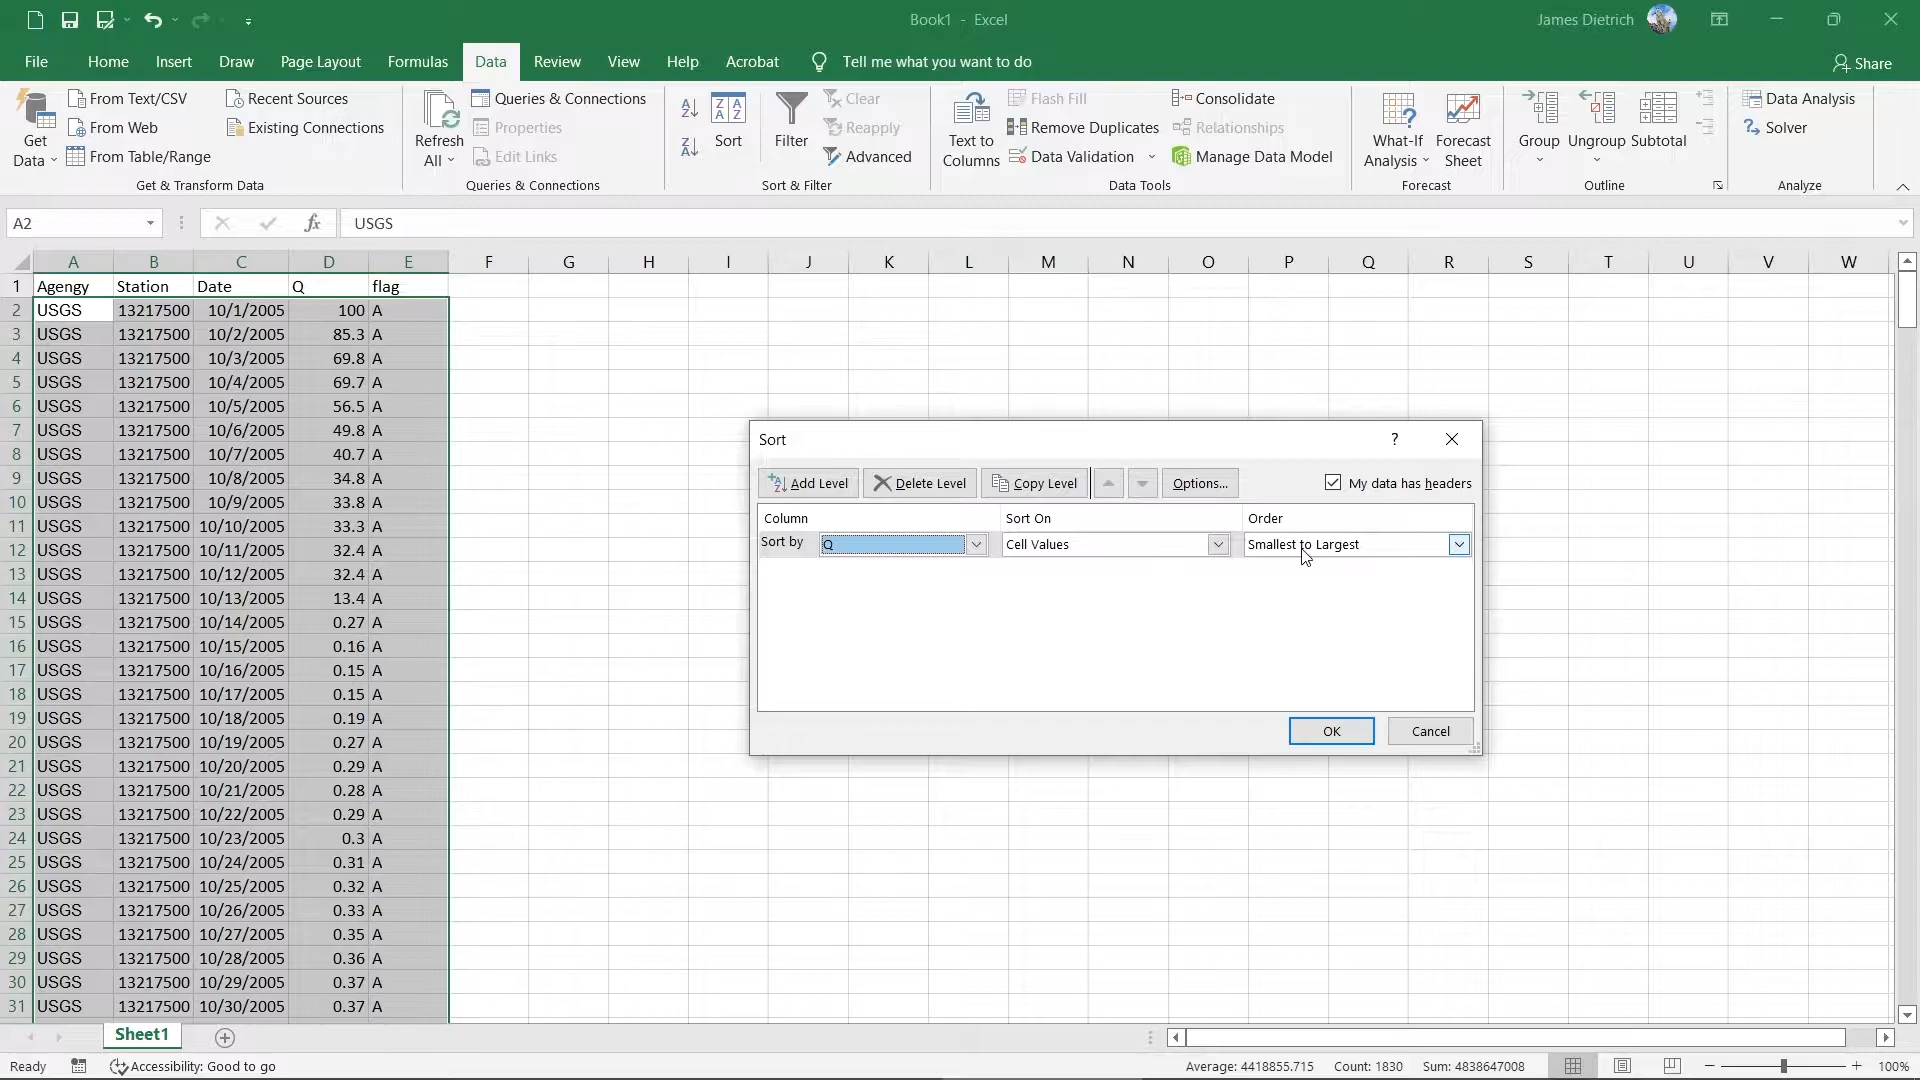 Book1 - Excel
James Dietrich
File Home Insert Draw Page Layout Formulas Data Review View Help Acrobat Tell me what you want to do
Share
Get Data
From Text/CSV
From Web
From Table/Range
Recent Sources
Existing Connections
Get & Transform Data
Refresh All
Queries & Connections
Properties
Edit Links
Queries & Connections
Sort
Filter
Clear
Reapply
Advanced
Sort & Filter
Text to Columns
Flash Fill
Remove Duplicates
Data Validation
Consolidate
Relationships
Manage Data Model
Data Tools
What-If Analysis
Forecast Sheet
Forecast
Group
Ungroup
Subtotal
Outline
Data Analysis
Solver
Analyze
A2 fx USGS
A B C D E F G H I J K L M N O P Q R S T U V W
1 Agengy Station Date Q flag
2 USGS 13217500 10/1/2005 100 A
3 USGS 13217500 10/2/2005 85.3 A
4 USGS 13217500 10/3/2005 69.8 A
5 USGS 13217500 10/4/2005 69.7 A
6 USGS 13217500 10/5/2005 56.5 A
7 USGS 13217500 10/6/2005 49.8 A
8 USGS 13217500 10/7/2005 40.7 A
9 USGS 13217500 10/8/2005 34.8 A
10 USGS 13217500 10/9/2005 33.8 A
11 USGS 13217500 10/10/2005 33.3 A
12 USGS 13217500 10/11/2005 32.4 A
13 USGS 13217500 10/12/2005 32.4 A
14 USGS 13217500 10/13/2005 13.4 A
15 USGS 13217500 10/14/2005 0.27 A
16 USGS 13217500 10/15/2005 0.16 A
17 USGS 13217500 10/16/2005 0.15 A
18 USGS 13217500 10/17/2005 0.15 A
19 USGS 13217500 10/18/2005 0.19 A
20 USGS 13217500 10/19/2005 0.27 A
21 USGS 13217500 10/20/2005 0.29 A
22 USGS 13217500 10/21/2005 0.28 A
23 USGS 13217500 10/22/2005 0.29 A
24 USGS 13217500 10/23/2005 0.3 A
25 USGS 13217500 10/24/2005 0.31 A
26 USGS 13217500 10/25/2005 0.32 A
27 USGS 13217500 10/26/2005 0.33 A
28 USGS 13217500 10/27/2005 0.35 A
29 USGS 13217500 10/28/2005 0.36 A
30 USGS 13217500 10/29/2005 0.37 A
31 USGS 13217500 10/30/2005 0.37 A
Sort ?
Add Level Delete Level Copy Level Options... My data has headers
Column Sort On Order
Sort by Q Cell Values Smallest to Largest
OK Cancel
Sheet1
Ready Accessibility: Good to go Average: 4418855.715 Count: 1830 Sum: 4838647008 100%